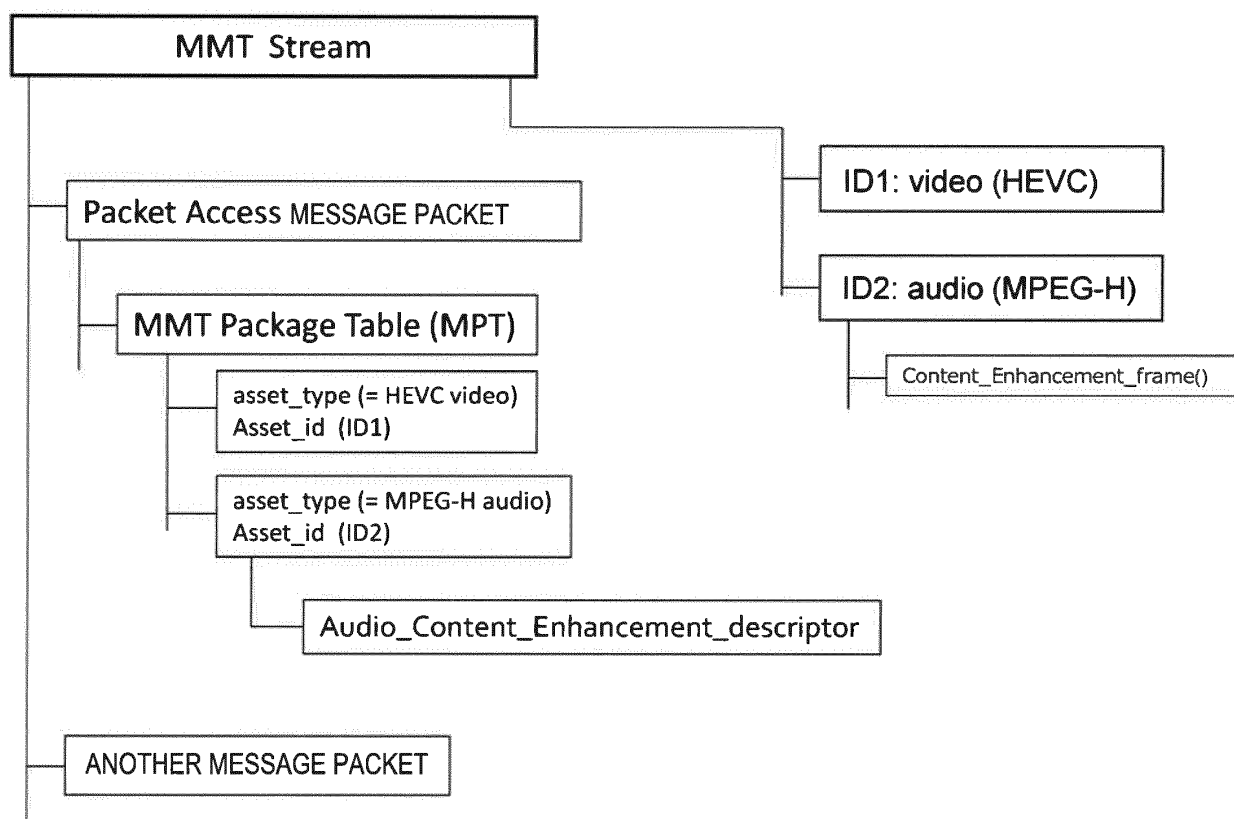 MMT Stream
Packet Access MESSAGE PACKET
MMT Package Table (MPT)
asset_type (= HEVC video)
Asset_id (ID1)
asset_type (= MPEG-H audio)
Asset_id (ID2)
Audio_Content_Enhancement_descriptor
ANOTHER MESSAGE PACKET
ID1: video (HEVC)
ID2: audio (MPEG-H)
Content_Enhancement_frame()